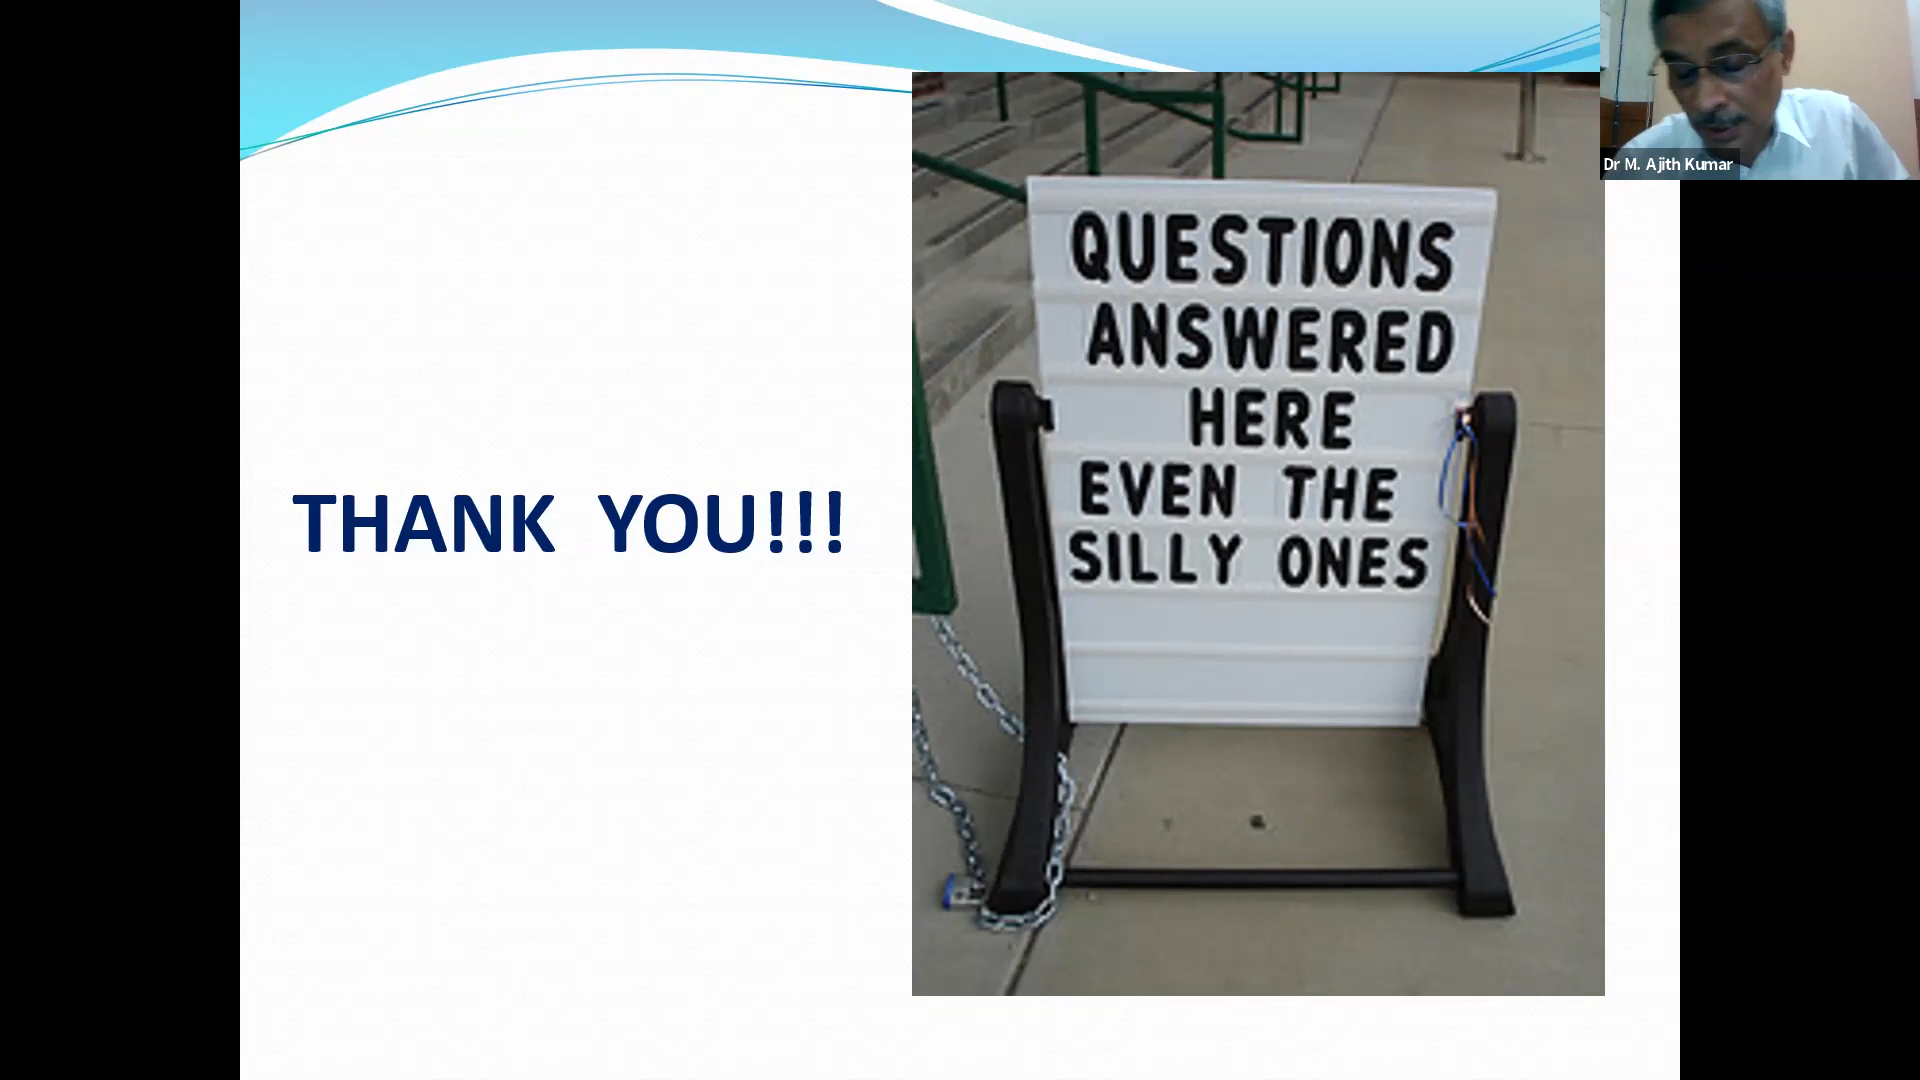 THANK YOU!!!
QUESTIONS
ANSWERED
HERE
EVEN THE
SILLY ONES
Dr M. Ajith Kumar